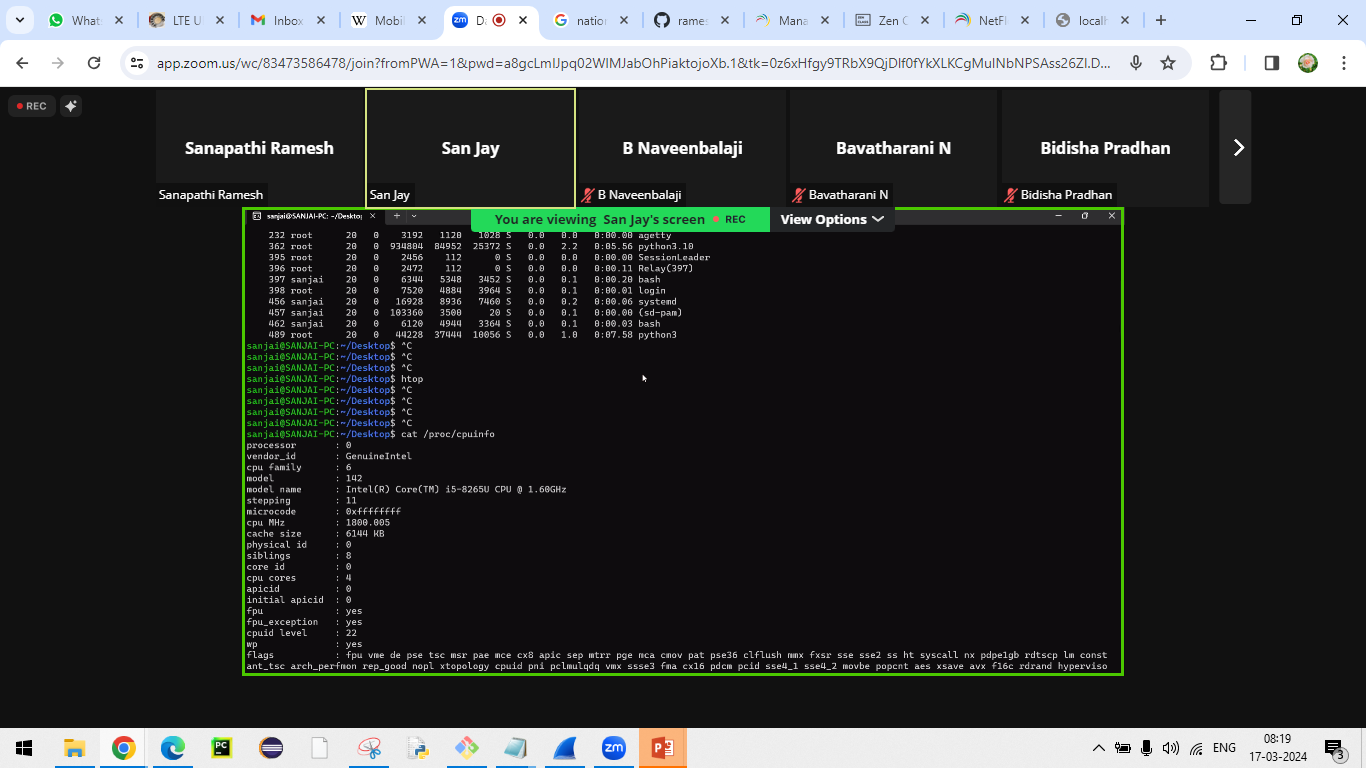 Whats
LTE U
Inbox
Mobil
Da
nation
rames
Mana
Zen C
NetFl
localh
app.zoom.us/wc/83473586478/join?fromPWA=1&pwd=
REC
Sanapathi Ramesh
San Jay
B Naveenbalaji
Bavatharani N
Bidisha Pradhan
Sanapathi Ramesh
San Jay
B Naveenbalaji
Bavatharani N
Bidisha Pradhan
sanjai@SANJAI-PC: ~/Desktop
You are viewing San Jay's screen REC
View Options
232 root 20 0 3192 1120 1028 S 0.0 0.0 0:00.00 agetty
362 root 20 0 934804 84952 25372 S 0.0 2.2 0:05.56 python3.10
395 root 20 0 2456 112 0 S 0.0 0.0 0:00.00 SessionLeader
396 root 20 0 2472 112 0 S 0.0 0.0 0:00.11 Relay(397)
397 sanjai 20 0 6344 5348 3452 S 0.0 0.1 0:00.20 bash
398 root 20 0 7520 4884 3964 S 0.0 0.1 0:00.01 login
456 sanjai 20 0 16928 8936 7460 S 0.0 0.2 0:00.06 systemd
457 sanjai 20 0 103360 3500 20 S 0.0 0.1 0:00.00 (sd-pam)
462 sanjai 20 0 6120 4944 3364 S 0.0 0.1 0:00.03 bash
489 root 20 0 44228 37444 10056 S 0.0 1.0 0:07.58 python3
sanjai@SANJAI-PC:~/Desktop$ ^C
sanjai@SANJAI-PC:~/Desktop$ ^C
sanjai@SANJAI-PC:~/Desktop$ ^C
sanjai@SANJAI-PC:~/Desktop$ htop
sanjai@SANJAI-PC:~/Desktop$ ^C
sanjai@SANJAI-PC:~/Desktop$ ^C
sanjai@SANJAI-PC:~/Desktop$ ^C
sanjai@SANJAI-PC:~/Desktop$ ^C
sanjai@SANJAI-PC:~/Desktop$ cat /proc/cpuinfo
processor : 0
vendor_id : GenuineIntel
cpu family : 6
model : 142
model name : Intel(R) Core(TM) i5-8265U CPU @ 1.60GHz
stepping : 11
microcode : 0xffffffff
cpu MHz : 1800.005
cache size : 6144 KB
physical id : 0
siblings : 8
core id : 0
cpu cores : 4
apicid : 0
initial apicid : 0
fpu : yes
fpu_exception : yes
cpuid level : 22
wp : yes
flags : fpu vme de pse tsc msr pae mce cx8 apic sep mtrr pge mca cmov pat pse36 clflush mmx fxsr sse sse2 ss ht syscall nx pdpe1gb rdtscp lm const
ant_tsc arch_perfmon rep_good nopl xtopology cpuid pni pclmulqdq vmx ssse3 fma cx16 pdcm pcid sse4_1 sse4_2 movbe popcnt aes xsave avx f16c rdrand hyperviso
ENG
08:19
17-03-2024
3